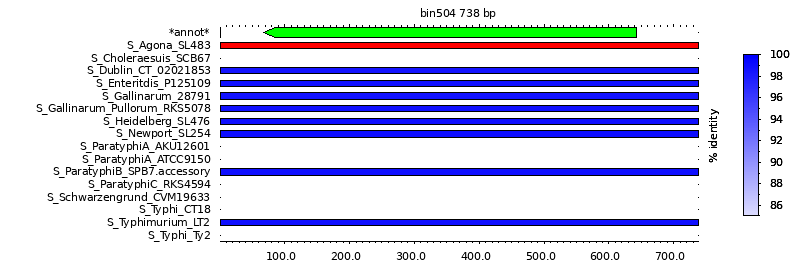 bin504 738 bp
*annot*
S_Agona_SL483
S_Choleraesuis_SCB67
S_Dublin_CT_02021853
S_Enteritdis_P125109
S_Gallinarum_28791
S_Gallinarum_Pullorum_RKS5078
S_Heidelberg_SL476
S_Newport_SL254
S_ParatyphiA_AKU12601
S_ParatyphiA_ATCC9150
S_ParatyphiB_SPB7.accessory
S_ParatyphiC_RKS4594
S_Schwarzengrund_CVM19633
S_Typhi_CT18
S_Typhimurium_LT2
S_Typhi_Ty2
100.0 200.0 300.0 400.0 500.0 600.0 700.0
% identity
100
98
96
94
92
90
88
86